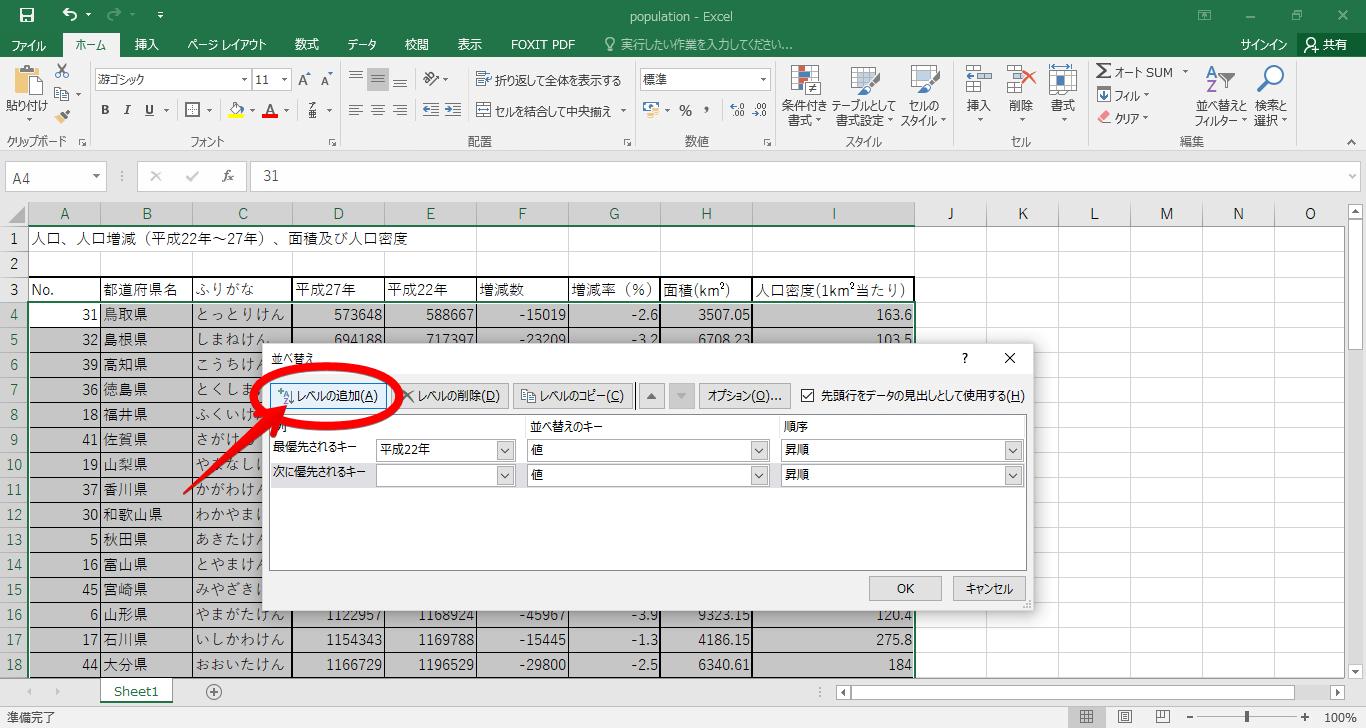 population - Excel
ファイル ホーム 挿入 ページ レイアウト 数式 データ 校閲 表示 FOXIT PDF 実行したい作業を入力してください... サインイン 共有
貼り付け
クリップボード
游ゴシック 11
B I U
フォント
折り返して全体を表示する
セルを結合して中央揃え
配置
標準
% ,
数値
条件付き書式 テーブルとして書式設定 セルのスタイル
スタイル
挿入 削除 書式
セル
Σ オート SUM
フィル
クリア
並べ替えとフィルター 検索と選択
編集
A4 fx 31
A B C D E F G H I J K L M N O
1 人口、人口増減（平成22年～27年）、面積及び人口密度
2
3 No. 都道府県名 ふりがな 平成27年 平成22年 増減数 増減率（%） 面積(km²) 人口密度(1km²当たり)
4 31 鳥取県 とっとりけん 573648 588667 -15019 -2.6 3507.05 163.6
5 32 島根県 しまねけん 694188 717397 -23209 -3.2 6708.23 103.5
6 39 高知県 こうちけん
7 36 徳島県 とくしま
8 18 福井県 ふくいけ
9 41 佐賀県 さがけ
10 19 山梨県 やまなしけ
11 37 香川県 かがわけん
12 30 和歌山県 わかやまけ
13 5 秋田県 あきたけん
14 16 富山県 とやまけん
15 45 宮崎県 みやざきけ
16 6 山形県 やまがたけん 1122957 1168924 -45967 -3.9 9323.15 120.4
17 17 石川県 いしかわけん 1154343 1169788 -15445 -1.3 4186.15 275.8
18 44 大分県 おおいたけん 1166729 1196529 -29800 -2.5 6340.61 184
並べ替え ?
レベルの追加(A) レベルの削除(D) レベルのコピー(C) オプション(O)... 先頭行をデータの見出しとして使用する(H)
列 並べ替えのキー 順序
最優先されるキー 平成22年 値 昇順
次に優先されるキー 値 昇順
OK キャンセル
Sheet1
準備完了 100%